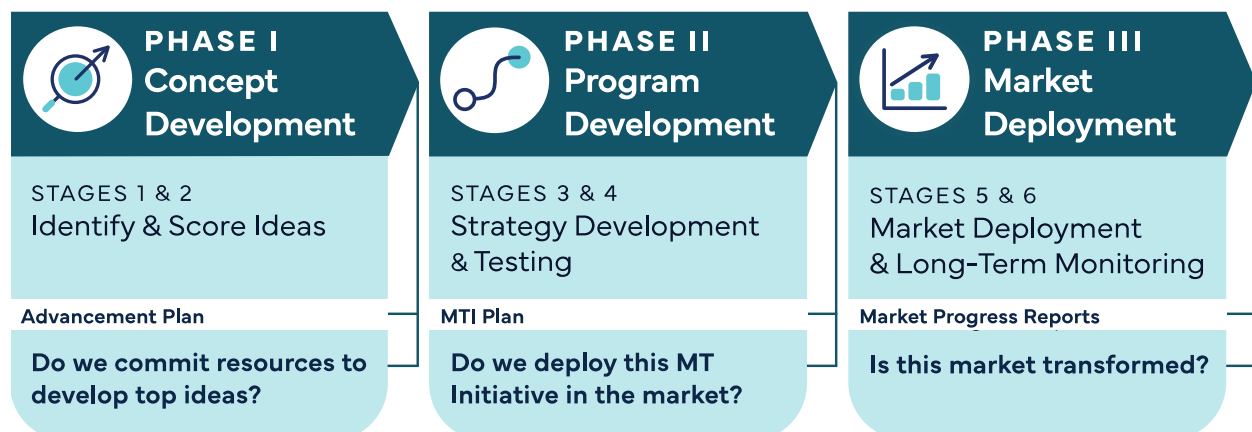 PHASE I
Concept
Development
STAGES 1 & 2
Identify & Score Ideas
Advancement Plan
Do we commit resources to
develop top ideas?
PHASE II
Program
Development
STAGES 3 & 4
Strategy Development
& Testing
MTI Plan
Do we deploy this MT
Initiative in the market?
PHASE III
Market
Deployment
STAGES 5 & 6
Market Deployment
& Long-Term Monitoring
Market Progress Reports
Is this market transformed?